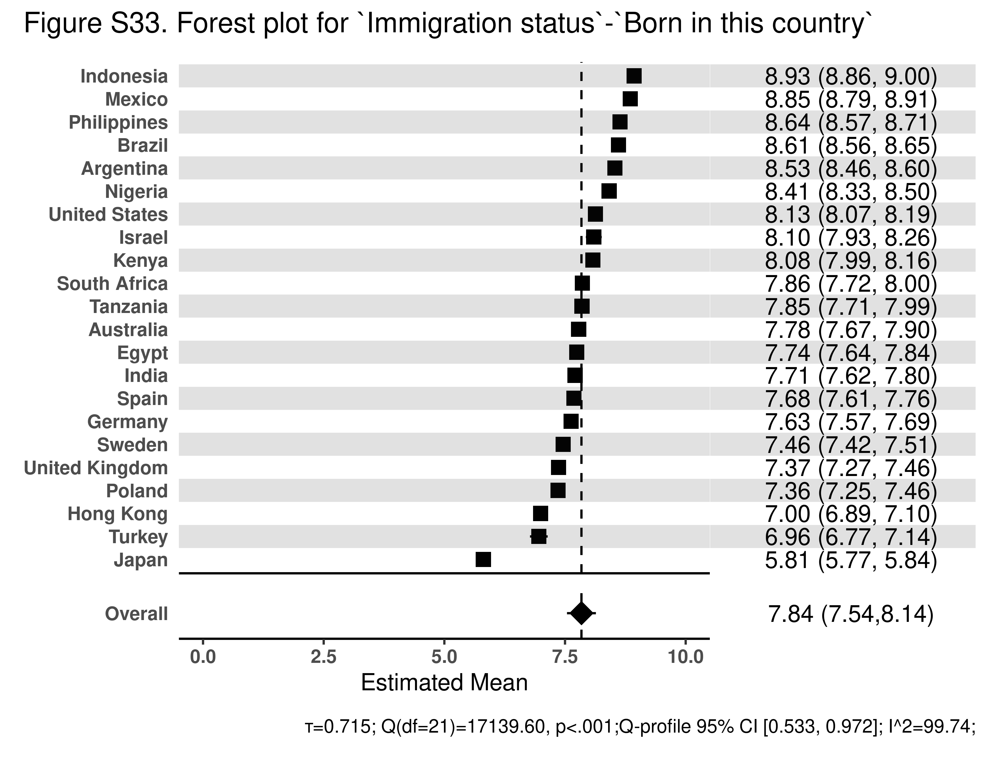 Figure S33. Forest plot for `Immigration status`-`Born in this country`
Indonesia 8.93 (8.86, 9.00)
Mexico 8.85 (8.79, 8.91)
Philippines 8.64 (8.57, 8.71)
Brazil 8.61 (8.56, 8.65)
Argentina 8.53 (8.46, 8.60)
Nigeria 8.41 (8.33, 8.50)
United States 8.13 (8.07, 8.19)
Israel 8.10 (7.93, 8.26)
Kenya 8.08 (7.99, 8.16)
South Africa 7.86 (7.72, 8.00)
Tanzania 7.85 (7.71, 7.99)
Australia 7.78 (7.67, 7.90)
Egypt 7.74 (7.64, 7.84)
India 7.71 (7.62, 7.80)
Spain 7.68 (7.61, 7.76)
Germany 7.63 (7.57, 7.69)
Sweden 7.46 (7.42, 7.51)
United Kingdom 7.37 (7.27, 7.46)
Poland 7.36 (7.25, 7.46)
Hong Kong 7.00 (6.89, 7.10)
Turkey 6.96 (6.77, 7.14)
Japan 5.81 (5.77, 5.84)
Overall 7.84 (7.54,8.14)
0.0 2.5 5.0 7.5 10.0
Estimated Mean
τ=0.715; Q(df=21)=17139.60, p<.001;Q-profile 95% CI [0.533, 0.972]; I^2=99.74;